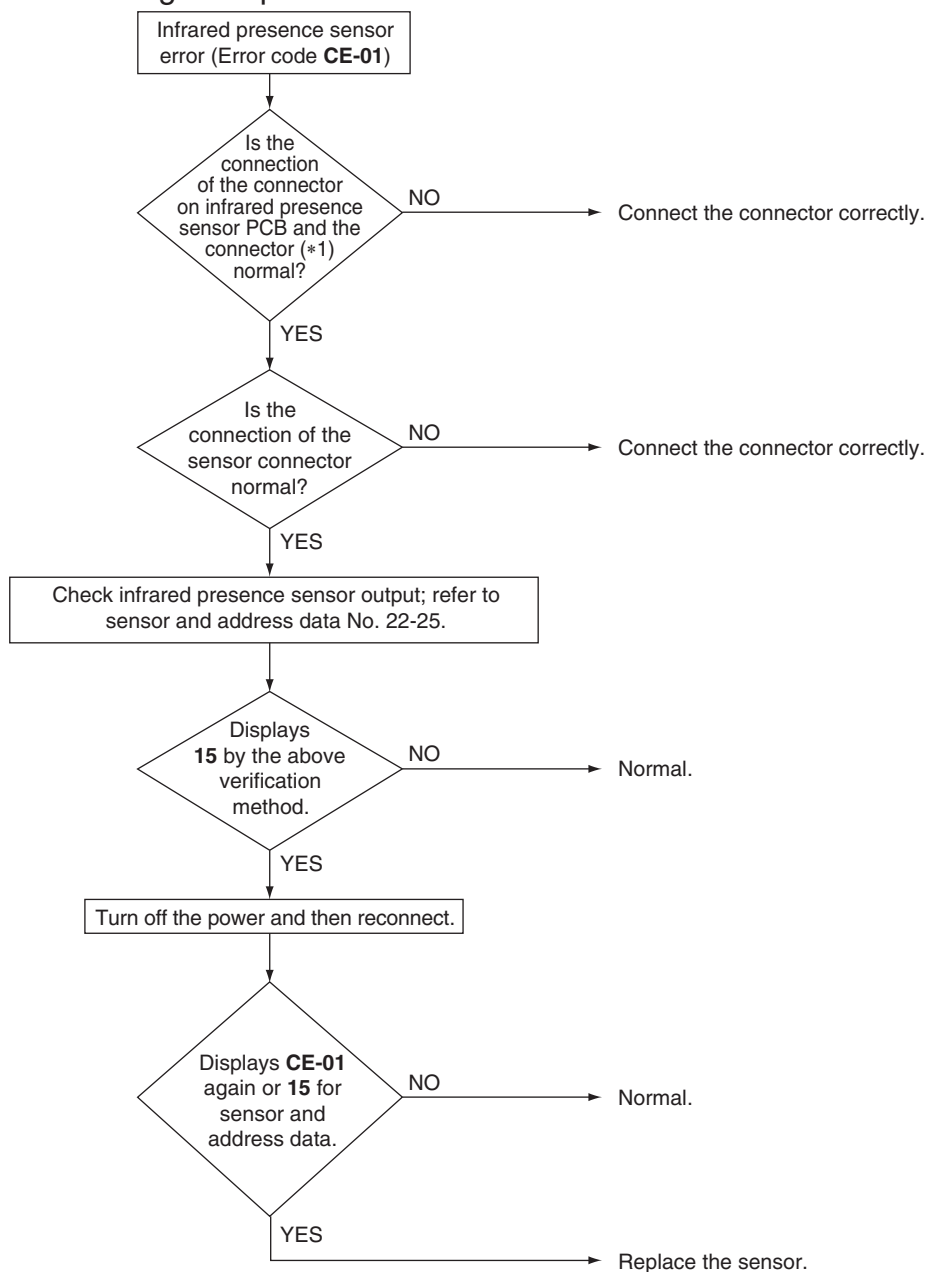 Infrared presence sensor
error (Error code CE-01)
Is the
connection
of the connector
on infrared presence
sensor PCB and the
connector (*1)
normal?
NO
Connect the connector correctly.
YES
Is the
connection of the
sensor connector
normal?
NO
Connect the connector correctly.
YES
Check infrared presence sensor output; refer to
sensor and address data No. 22-25.
Displays
15 by the above
verification
method.
NO
Normal.
YES
Turn off the power and then reconnect.
Displays CE-01
again or 15 for
sensor and
address data.
NO
Normal.
YES
Replace the sensor.